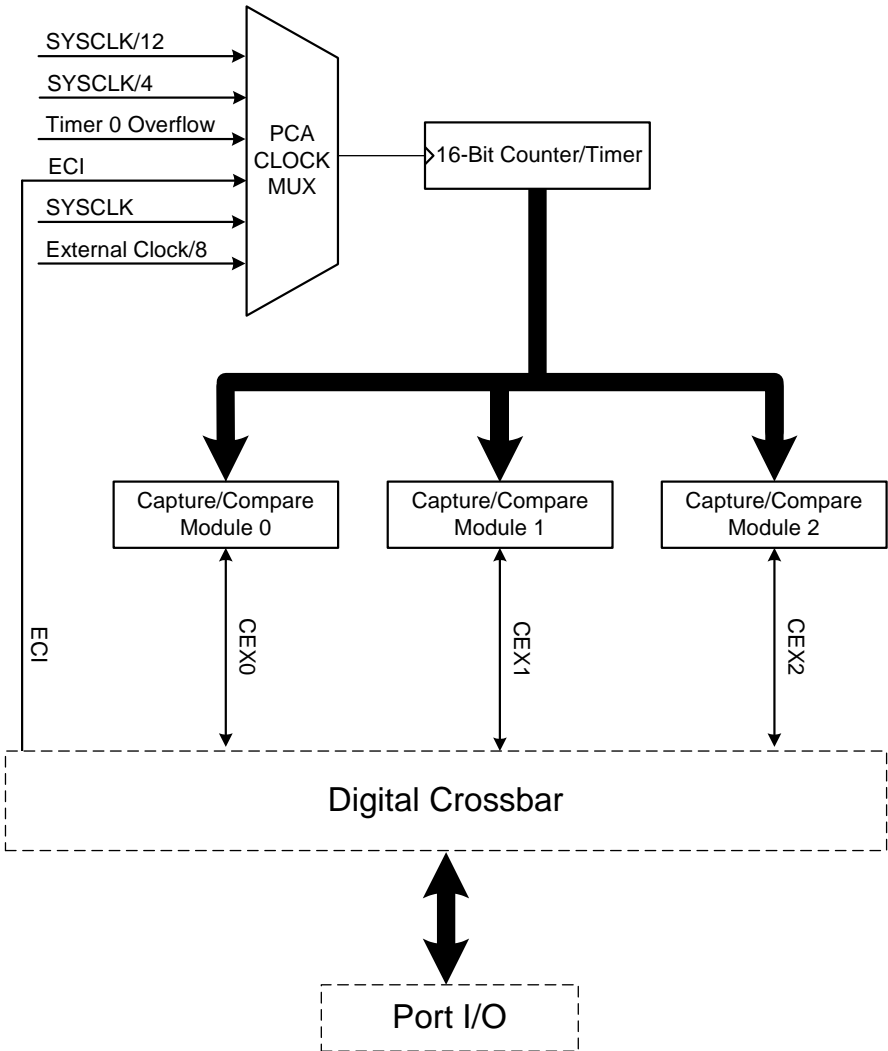 SYSCLK/12
SYSCLK/4
Timer 0 Overflow
ECI
SYSCLK
External Clock/8
PCA
CLOCK
MUX
16-Bit Counter/Timer
Capture/Compare
Module 0
Capture/Compare
Module 1
Capture/Compare
Module 2
ECI
CEX0
CEX1
CEX2
Digital Crossbar
Port I/O